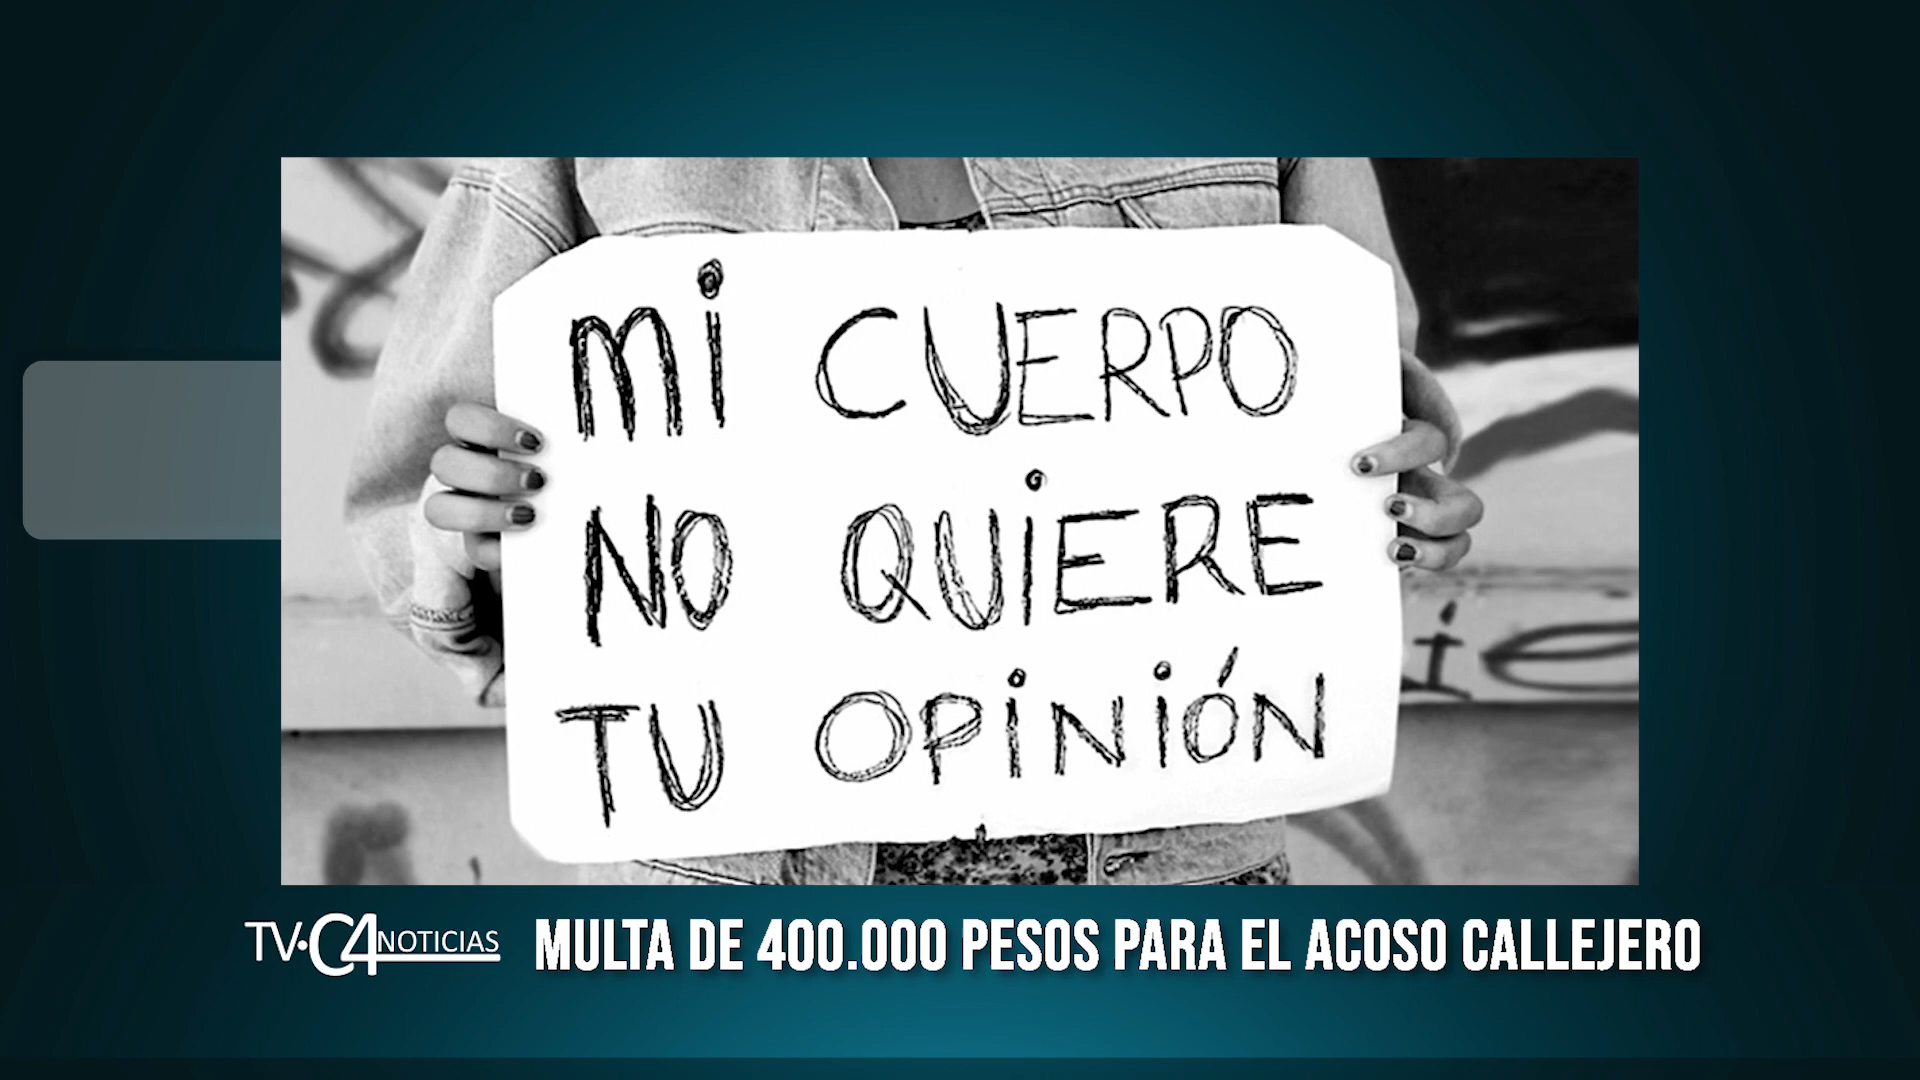 Mi CUERPO
NO QUiERE
TU OPiNiÓN
TV·C4 NOTICIAS
MULTA DE 400.000 PESOS PARA EL ACOSO CALLEJERO